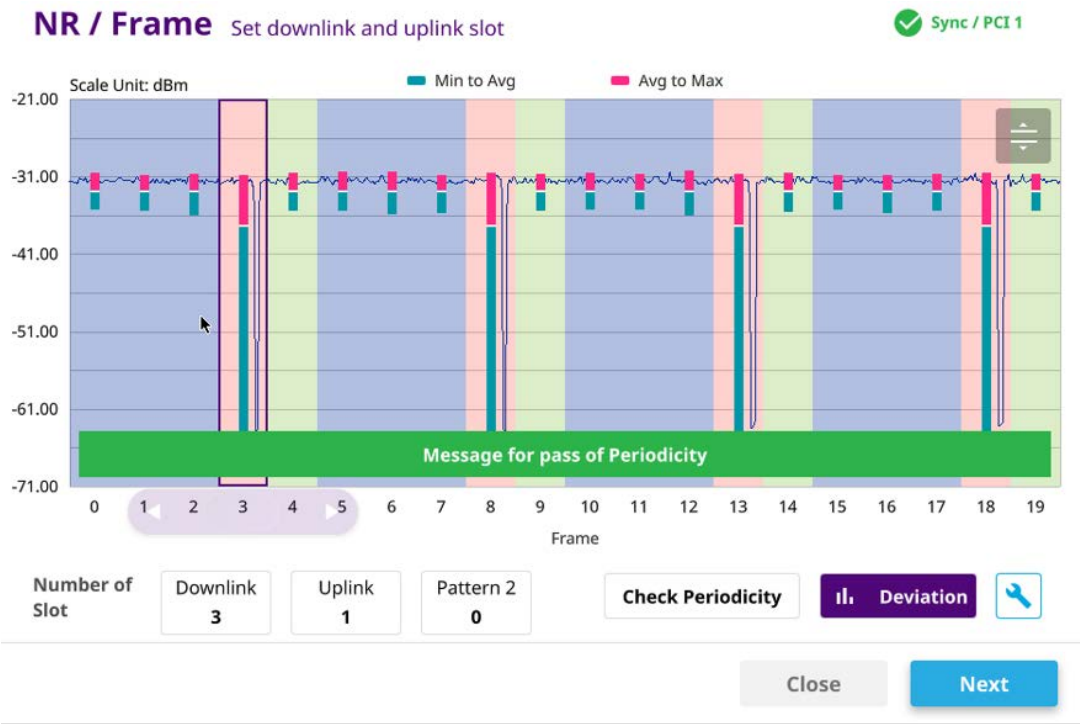 NR / Frame Set downlink and uplink slot
Sync / PCI 1
Scale Unit: dBm
Min to Avg
Avg to Max
-21.00
-31.00
-41.00
-51.00
-61.00
-71.00
Message for pass of Periodicity
0 1 2 3 4 5 6 7 8 9 10 11 12 13 14 15 16 17 18 19
Frame
Number of
Slot
Downlink
3
Uplink
1
Pattern 2
0
Check Periodicity
Deviation
Close
Next